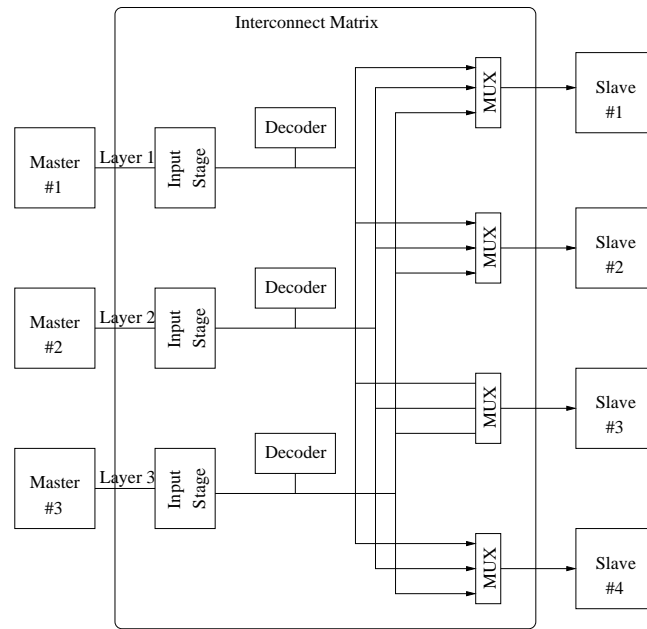 Interconnect Matrix
Master
#1
Layer 1
Input
Stage
Decoder
MUX
Slave
#1
Master
#2
Layer 2
Input
Stage
Decoder
MUX
Slave
#2
Master
#3
Layer 3
Input
Stage
Decoder
MUX
Slave
#3
MUX
Slave
#4